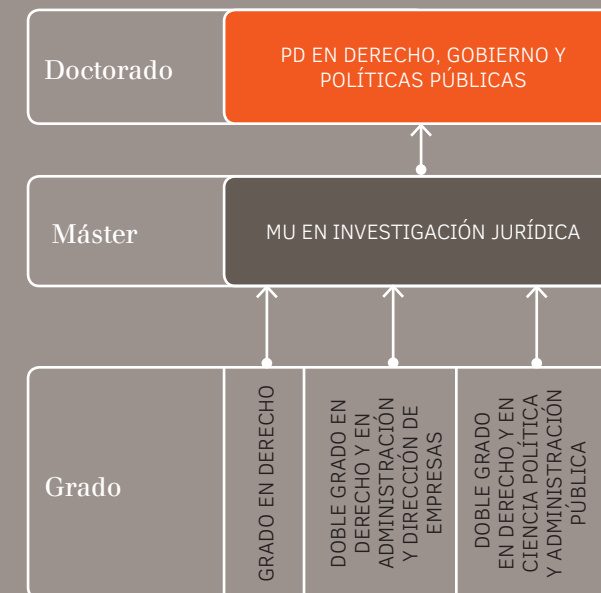 Doctorado
PD EN DERECHO, GOBIERNO Y
POLÍTICAS PÚBLICAS
Máster
MU EN INVESTIGACIÓN JURÍDICA
Grado
GRADO EN DERECHO
DOBLE GRADO EN
DERECHO Y EN
ADMINISTRACIÓN
Y DIRECCIÓN DE
EMPRESAS
DOBLE GRADO
EN DERECHO Y EN
CIENCIA POLÍTICA
Y ADMINISTRACIÓN
PÚBLICA